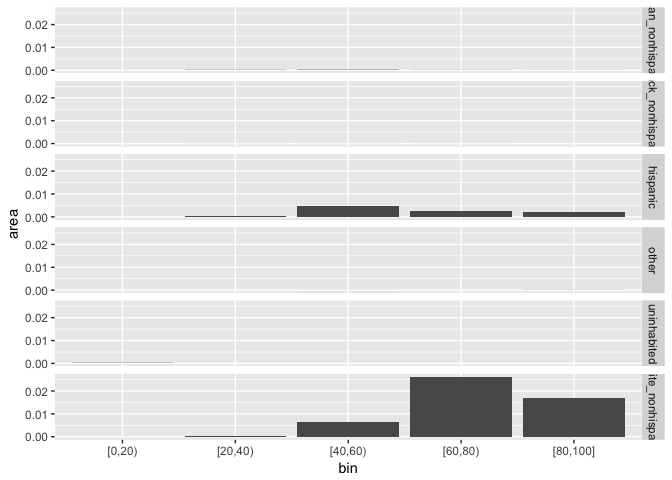 0.02
0.01
0.00
an_nonhispa
0.02
0.01
0.00
ck_nonhispa
0.02
0.01
0.00
hispanic
0.02
0.01
0.00
other
0.02
0.01
0.00
uninhabited
0.02
0.01
0.00
ite_nonhispa
area
[0,20)
[20,40)
[40,60)
[60,80)
[80,100]
bin